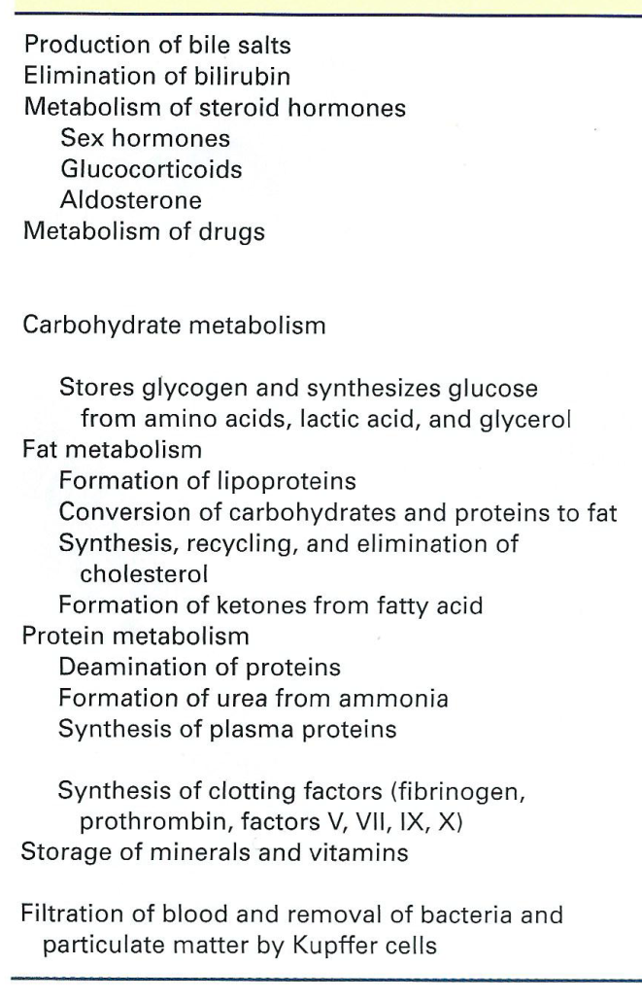 Production of bile salts
Elimination of bilirubin
Metabolism of steroid hormones
Sex hormones
Glucocorticoids
Aldosterone
Metabolism of drugs
Carbohydrate metabolism
Stores glycogen and synthesizes glucose
from amino acids, lactic acid, and glycerol
Fat metabolism
Formation of lipoproteins
Conversion of carbohydrates and proteins to fat
Synthesis, recycling, and elimination of
cholesterol
Formation of ketones from fatty acid
Protein metabolism
Deamination of proteins
Formation of urea from ammonia
Synthesis of plasma proteins
Synthesis of clotting factors (fibrinogen,
prothrombin, factors V, VII, IX, X)
Storage of minerals and vitamins
Filtration of blood and removal of bacteria and
particulate matter by Kupffer cells